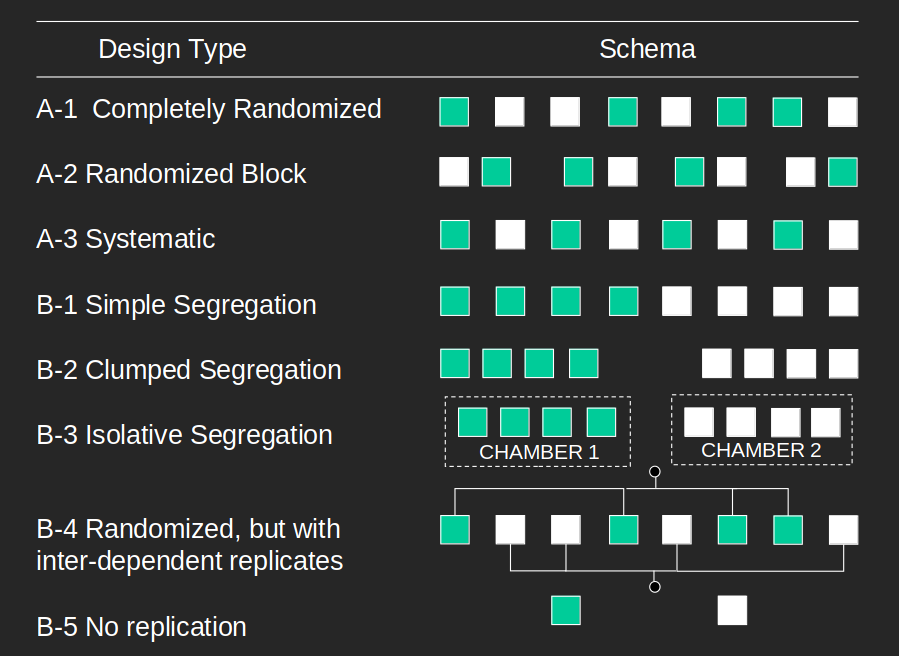 Design Type Schema
A-1 Completely Randomized
A-2 Randomized Block
A-3 Systematic
B-1 Simple Segregation
B-2 Clumped Segregation
B-3 Isolative Segregation
CHAMBER 1 CHAMBER 2
B-4 Randomized, but with
inter-dependent replicates
B-5 No replication